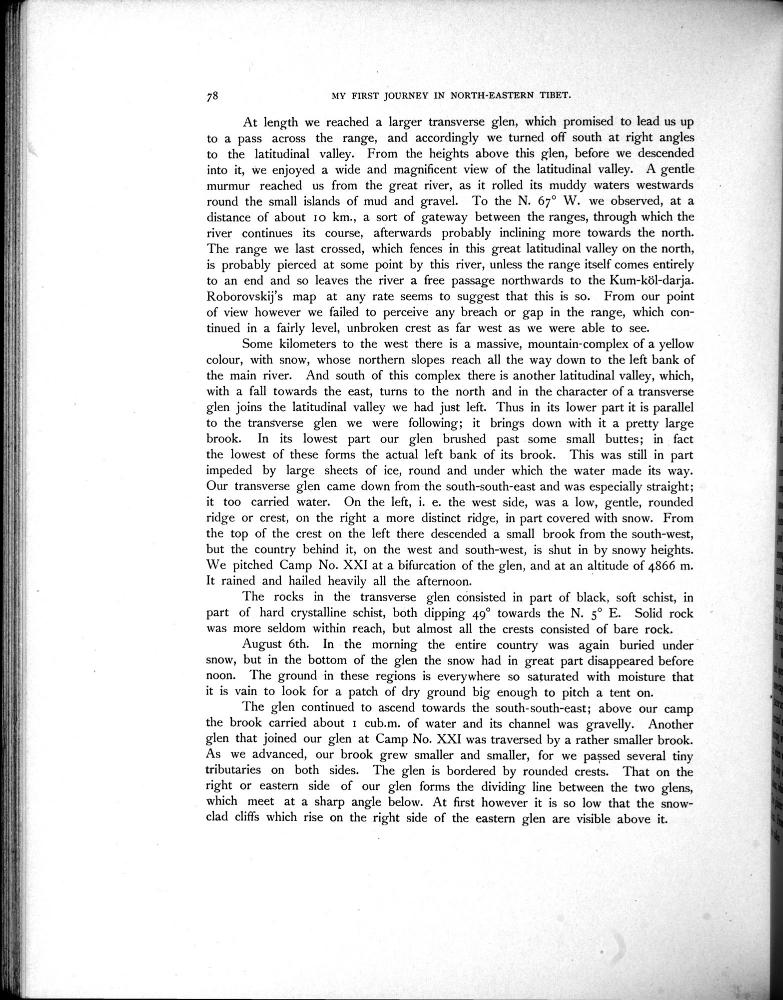 78 MY FIRST JOURNEY IN NORTH-EASTERN TIBET.
At length we reached a larger transverse glen, which promised to lead us up
to a pass across the range, and accordingly we turned off south at right angles
to the latitudinal valley. From the heights above this glen, before we descended
into it, we enjoyed a wide and magnificent view of the latitudinal valley. A gentle
murmur reached us from the great river, as it rolled its muddy waters westwards
round the small islands of mud and gravel. To the N. 67° W. we observed, at a
distance of about 10 km., a sort of gateway between the ranges, through which the
river continues its course, afterwards probably inclining more towards the north.
The range we last crossed, which fences in this great latitudinal valley on the north,
is probably pierced at some point by this river, unless the range itself comes entirely
to an end and so leaves the river a free passage northwards to the Kum-köl-darja.
Roborovskij's map at any rate seems to suggest that this is so. From our point
of view however we failed to perceive any breach or gap in the range, which con-
tinued in a fairly level, unbroken crest as far west as we were able to see.
Some kilometers to the west there is a massive, mountain-complex of a yellow
colour, with snow, whose northern slopes reach all the way down to the left bank of
the main river. And south of this complex there is another latitudinal valley, which,
with a fall towards the east, turns to the north and in the character of a transverse
glen joins the latitudinal valley we had just left. Thus in its lower part it is parallel
to the transverse glen we were following; it brings down with it a pretty large
brook. In its lowest part our glen brushed past some small buttes; in fact
the lowest of these forms the actual left bank of its brook. This was still in part
impeded by large sheets of ice, round and under which the water made its way.
Our transverse glen came down from the south-south-east and was especially straight;
it too carried water. On the left, i. e. the west side, was a low, gentle, rounded
ridge or crest, on the right a more distinct ridge, in part covered with snow. From
the top of the crest on the left there descended a small brook from the south-west,
but the country behind it, on the west and south-west, is shut in by snowy heights.
We pitched Camp No. XXI at a bifurcation of the glen, and at an altitude of 4866 m.
It rained and hailed heavily all the afternoon.
The rocks in the transverse glen consisted in part of black, soft schist, in
part of hard crystalline schist, both dipping 49° towards the N. 5° E. Solid rock
was more seldom within reach, but almost all the crests consisted of bare rock.
August 6th. In the morning the entire country was again buried under
snow, but in the bottom of the glen the snow had in great part disappeared before
noon. The ground in these regions is everywhere so saturated with moisture that
it is vain to look for a patch of dry ground big enough to pitch a tent on.
The glen continued to ascend towards the south-south-east; above our camp
the brook carried about 1 cub.m. of water and its channel was gravelly. Another
glen that joined our glen at Camp No. XXI was traversed by a rather smaller brook.
As we advanced, our brook grew smaller and smaller, for we passed several tiny
tributaries on both sides. The glen is bordered by rounded crests. That on the
right or eastern side of our glen forms the dividing line between the two glens,
which meet at a sharp angle below. At first however it is so low that the snow-
clad cliffs which rise on the right side of the eastern glen are visible above it.